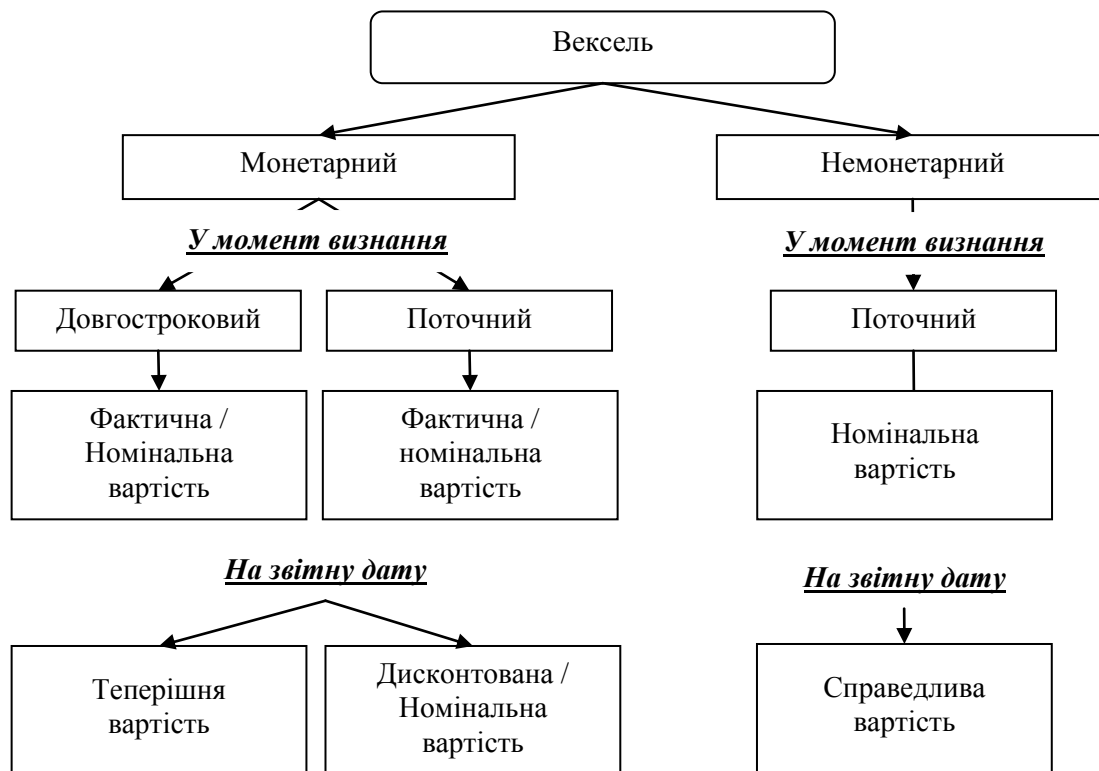 Вексель
Монетарний
Немонетарний
У момент визнання
У момент визнання
Довгостроковий
Поточний
Поточний
Фактична /
Номінальна
вартість
Фактична /
номінальна
вартість
Номінальна
вартість
На звітну дату
На звітну дату
Теперішня
вартість
Дисконтована /
Номінальна
вартість
Справедлива
вартість